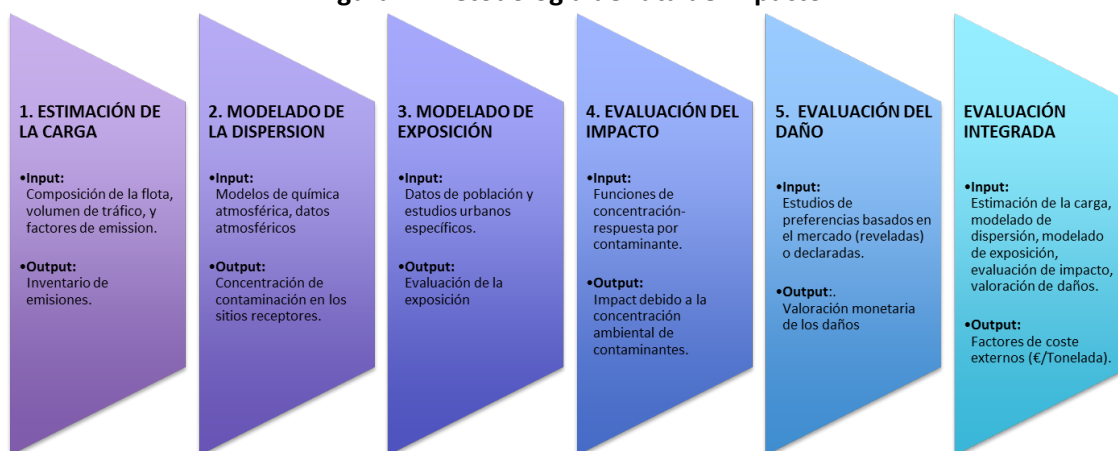 1. ESTIMACIÓN DE
LA CARGA
•Input:
Composición de la flota,
volumen de tráfico, y
factores de emission.
•Output:
Inventario de
emisiones.
2. MODELADO DE
LA DISPERSION
•Input:
Modelos de química
atmosférica, datos
atmosféricos
•Output:
Concentración de
contaminación en los
sitios receptores.
3. MODELADO DE
EXPOSICIÓN
•Input:
Datos de población y
estudios urbanos
específicos.
•Output:
Evaluación de la
exposición
4. EVALUACIÓN DEL
IMPACTO
•Input:
Funciones de
concentración-
respuesta por
contaminante.
•Output:
Impact debido a la
concentración
ambiental de
contaminantes.
5. EVALUACIÓN DEL
DAÑO
•Input:
Estudios de
preferencias basados en
el mercado (reveladas)
o declaradas.
•Output:.
Valoración monetaria
de los daños
EVALUACIÓN
INTEGRADA
•Input:
Estimación de la carga,
modelado de
dispersión, modelado
de exposición,
evaluación de impacto,
valoración de daños.
•Output:
Factores de coste
externos (€/Tonelada).